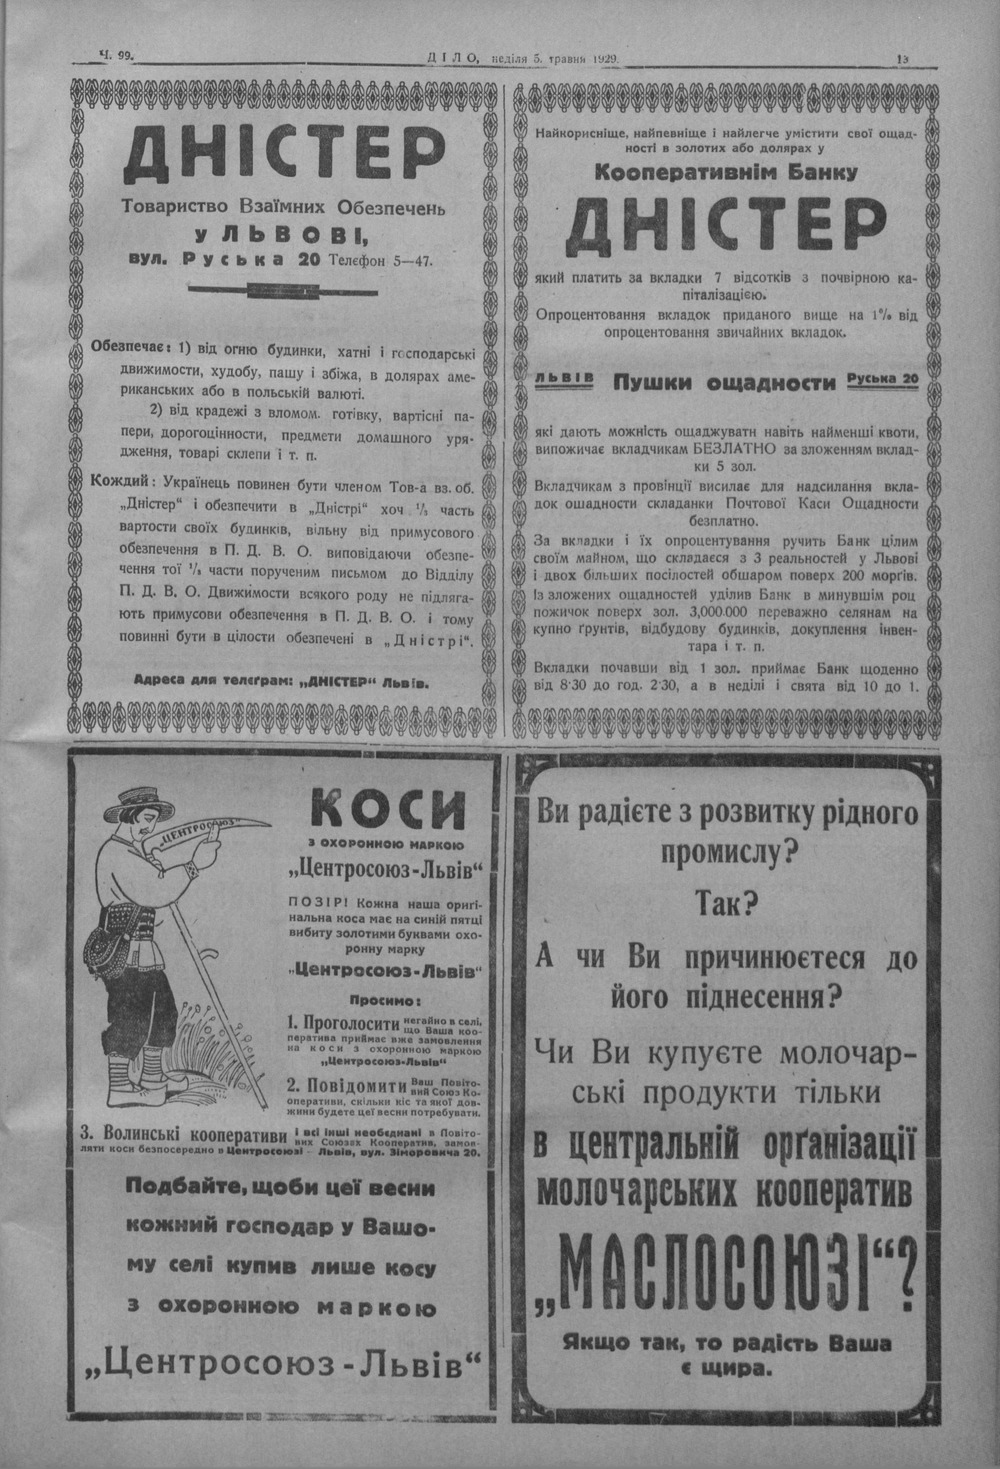 Ч. 99.
ДІЛО, неділя 5. травня 1929.
13
ДНІСТЕР
Товариство Взаїмних Обезпечень
у ЛЬВОВІ,
вул. Руська 20 Телєфон 5—47.
Обезпечає: 1) від огню будинки, хатні і господарські
движимости, худобу, пашу і збіжа, в долярах аме-
риканських або в польській валюті.
2) від крадежі з вломом. готівку, вартісні па-
пери, дорогоцінности, предмети домашного уря-
дження, товарі склепи і т. п.
Кождий: Українець повинен бути членом Тов-а вз. об.
„Дністер“ і обезпечити в „Дністрі“ хоч ⅓ часть
вартости своїх будинків, вільну від примусового
обезпечення в П. Д. В. О. виповідаючи обезпе-
чення тої ⅓ части порученим письмом до Відділу
П. Д. В. О. Движимости всякого роду не підляга-
ють примусови обезпечення в П. Д. В. О. і тому
повинні бути в цілости обезпечені в „Дністрі“.
Адреса для телєграм: „ДНІСТЕР“ Львів.
Найкорисніще, найпевніще і найлегче умістити свої ощад-
ності в золотих або долярах у
Кооперативнім Банку
ДНІСТЕР
який платить за вкладки 7 відсотків з почвірною ка-
піталізацією.
Опроцентовання вкладок приданого вище на 1% від
опроцентовання звичайних вкладок.
ЛЬВІВ Пушки ощадности Руська 20
які дають можність ощаджувати навіть найменші квоти,
випожичає вкладчикам БЕЗЛАТНО за зложенням вклад-
ки 5 зол.
Вкладчикам з провінції висилає для надсилання вкла-
док ошадности складанки Почтової Каси Ощадности
безплатно.
За вкладки і їх опроцентування ручить Банк цілим
своїм майном, що складаєся з 3 реальностей у Львові
і двох більших посілостей обшаром поверх 200 морґів.
Із зложених ощадностей уділив Банк в минувшім році
пожичок поверх зол. 3,000.000 переважно селянам на
купно ґрунтів, відбудову будинків, докуплення інвен-
тара і т. п.
Вкладки почавши від 1 зол. приймає Банк щоденно
від 8·30 до год. 2·30, а в неділі і свята від 10 до 1.
„ЦЕНТРОСОЮЗ“
КОСИ
з охоронною маркою
„Центросоюз-Львів“
ПОЗІР! Кожна наша оригі-
нальна коса має на синій пятці
вибиту золотими буквами охо-
ронну марку
„Центросоюз-Львів“
Просимо:
1. Проголосити негайно в селі,
що Ваша коо-
ператива приймає вже замовлення
на коси з охоронною маркою
„Центросоюз-Львів“
2. Повідомити Ваш Повіто-
вий Союз Ко-
оперативи, скільки кіс та якої дов-
жини будете цеї весни потребувати.
3. Волинські кооперативи і всі інші необєднані в Повіто-
вих Союзах Кооператив, замов-
ляти коси безпосередно в Центросоюзі — Львів, вул. Зіморовича 20.
Подбайте, щоби цеї весни
кожний господар у Вашо-
му селі купив лише косу
з охоронною маркою
„Центросоюз-Львів“
Ви радієте з розвитку рідного
промислу?
Так?
А чи Ви причинюєтеся до
його піднесення?
Чи Ви купуєте молочар-
ські продукти тільки
в центральній орґанізації
молочарських кооператив
„МАСЛОСОЮЗІ“?
Якщо так, то радість Ваша
є щира.